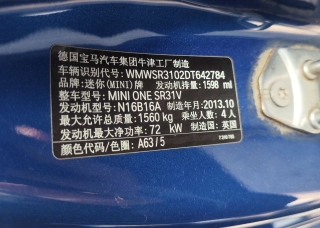 德国宝马汽车集团牛津工厂制造
车辆识别代号: WMWSR3102DT642784
品牌: 迷你(MINI)牌 发动机排量: 1598 ml
整车型号: MINI ONE SR31V
发动机型号: N16B16A 制造年月: 2013.10
最大允许总质量: 1560 kg 乘坐人数: 4人
发动机最大净功率: 72 kW 制造国: 英国
颜色代码/色圈: A63/5